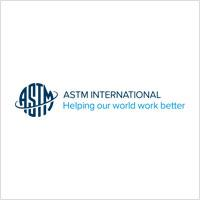 ASTM
ASTM INTERNATIONAL
Helping our world work better